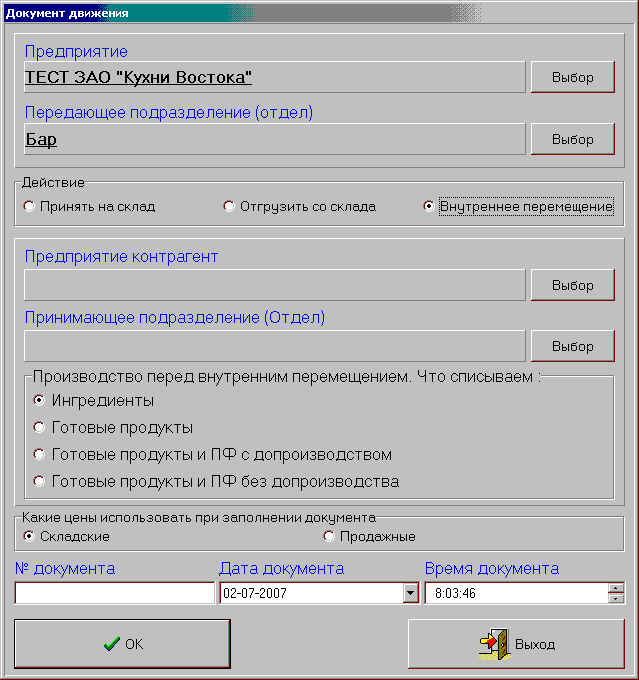 Документ движения
Предприятие
ТЕСТ ЗАО "Кухни Востока"
Выбор
Передающее подразделение (отдел)
Бар
Выбор
Действие
Принять на склад
Отгрузить со склада
Внутреннее перемещение
Предприятие контрагент
Выбор
Принимающее подразделение (Отдел)
Выбор
Производство перед внутренним перемещением. Что списываем :
Ингредиенты
Готовые продукты
Готовые продукты и ПФ с допроизводством
Готовые продукты и ПФ без допроизводства
Какие цены использовать при заполнении документа
Складские
Продажные
№ документа
Дата документа
Время документа
02-07-2007
8:03:46
OK
Выход